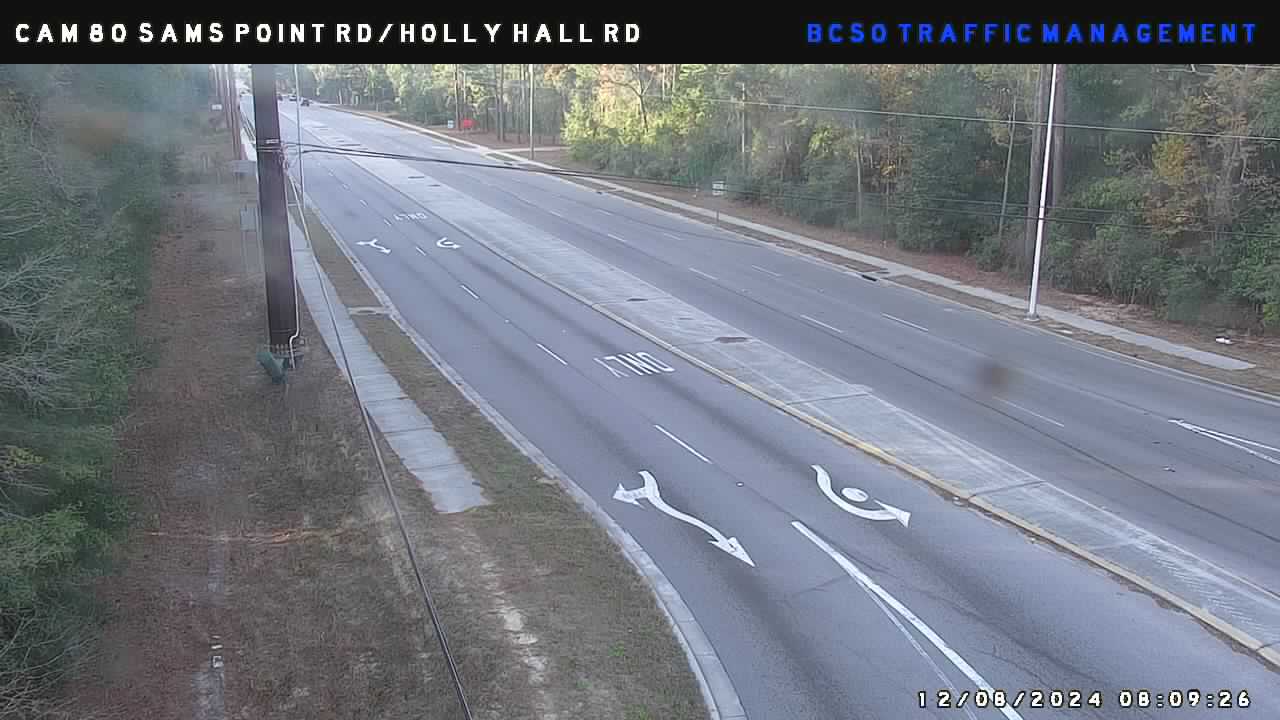 CAM 80 SAMS POINT RD/HOLLY HALL RD
BCSO TRAFFIC MANAGEMENT
ONLY
ONLY
12/08/2024 08:09:26